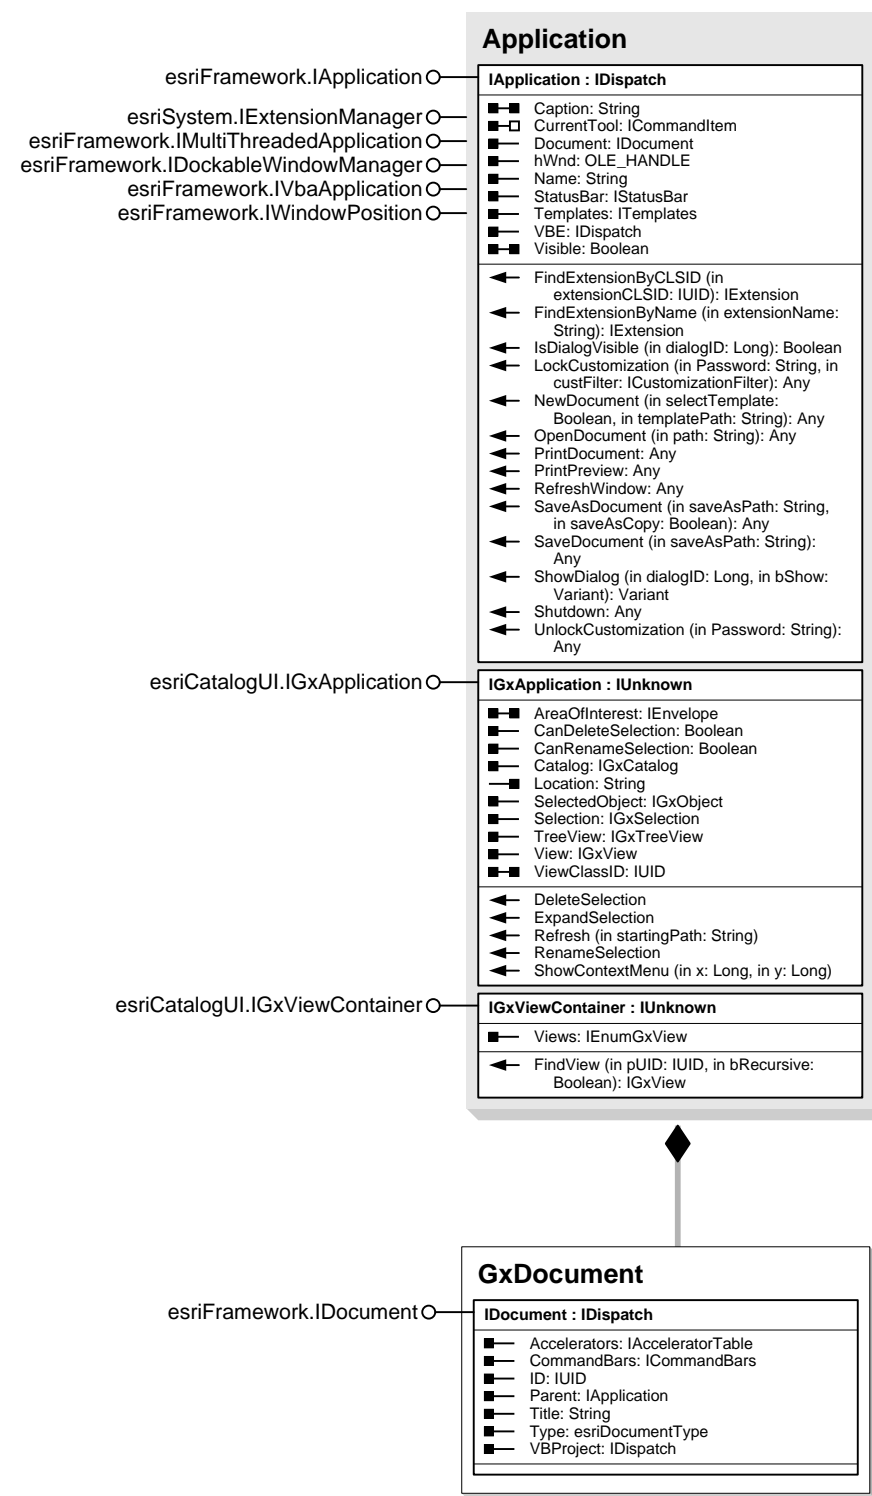 Application
esriFramework.IApplication
IApplication : IDispatch
esriSystem.IExtensionManager
esriFramework.IMultiThreadedApplication
esriFramework.IDockableWindowManager
esriFramework.IVbaApplication
esriFramework.IWindowPosition
Caption: String
CurrentTool: ICommandItem
Document: IDocument
hWnd: OLE_HANDLE
Name: String
StatusBar: IStatusBar
Templates: ITemplates
VBE: IDispatch
Visible: Boolean
FindExtensionByCLSID (in
extensionCLSID: IUID): IExtension
FindExtensionByName (in extensionName:
String): IExtension
IsDialogVisible (in dialogID: Long): Boolean
LockCustomization (in Password: String, in
custFilter: ICustomizationFilter): Any
NewDocument (in selectTemplate:
Boolean, in templatePath: String): Any
OpenDocument (in path: String): Any
PrintDocument: Any
PrintPreview: Any
RefreshWindow: Any
SaveAsDocument (in saveAsPath: String,
in saveAsCopy: Boolean): Any
SaveDocument (in saveAsPath: String):
Any
ShowDialog (in dialogID: Long, in bShow:
Variant): Variant
Shutdown: Any
UnlockCustomization (in Password: String):
Any
esriCatalogUI.IGxApplication
IGxApplication : IUnknown
AreaOfInterest: IEnvelope
CanDeleteSelection: Boolean
CanRenameSelection: Boolean
Catalog: IGxCatalog
Location: String
SelectedObject: IGxObject
Selection: IGxSelection
TreeView: IGxTreeView
View: IGxView
ViewClassID: IUID
DeleteSelection
ExpandSelection
Refresh (in startingPath: String)
RenameSelection
ShowContextMenu (in x: Long, in y: Long)
esriCatalogUI.IGxViewContainer
IGxViewContainer : IUnknown
Views: IEnumGxView
FindView (in pUID: IUID, in bRecursive:
Boolean): IGxView
GxDocument
esriFramework.IDocument
IDocument : IDispatch
Accelerators: IAcceleratorTable
CommandBars: ICommandBars
ID: IUID
Parent: IApplication
Title: String
Type: esriDocumentType
VBProject: IDispatch